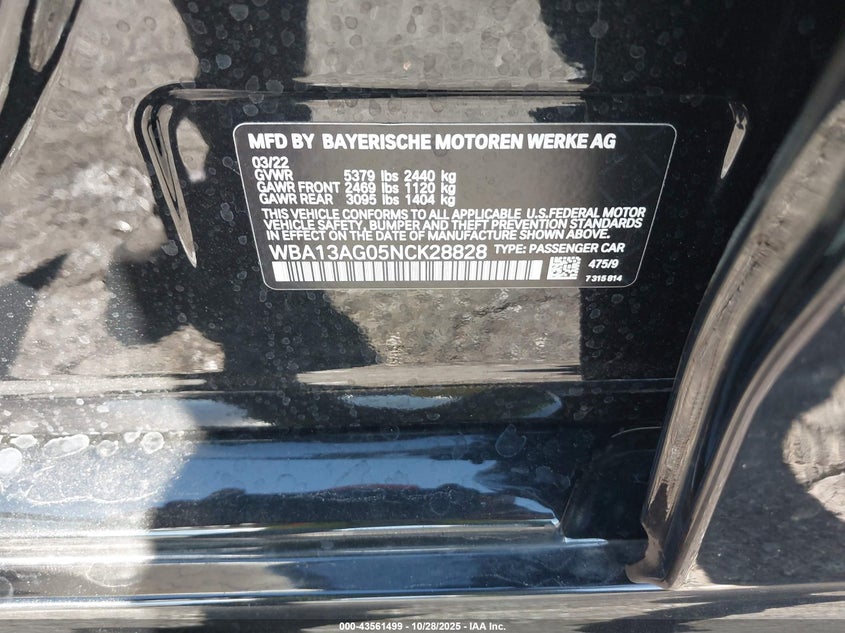 MFD BY BAYERISCHE MOTOREN WERKE AG
03/22
GVWR 5379 lbs 2440 kg
GAWR FRONT 2469 lbs 1120 kg
GAWR REAR 3095 lbs 1404 kg
THIS VEHICLE CONFORMS TO ALL APPLICABLE U.S.FEDERAL MOTOR
VEHICLE SAFETY, BUMPER AND THEFT PREVENTION STANDARDS
IN EFFECT ON THE DATE OF MANUFACTURE SHOWN ABOVE.
WBA13AG05NCK28828 TYPE: PASSENGER CAR
475/9
7 315 814
000-43561499 - 10/28/2025 - IAA Inc.